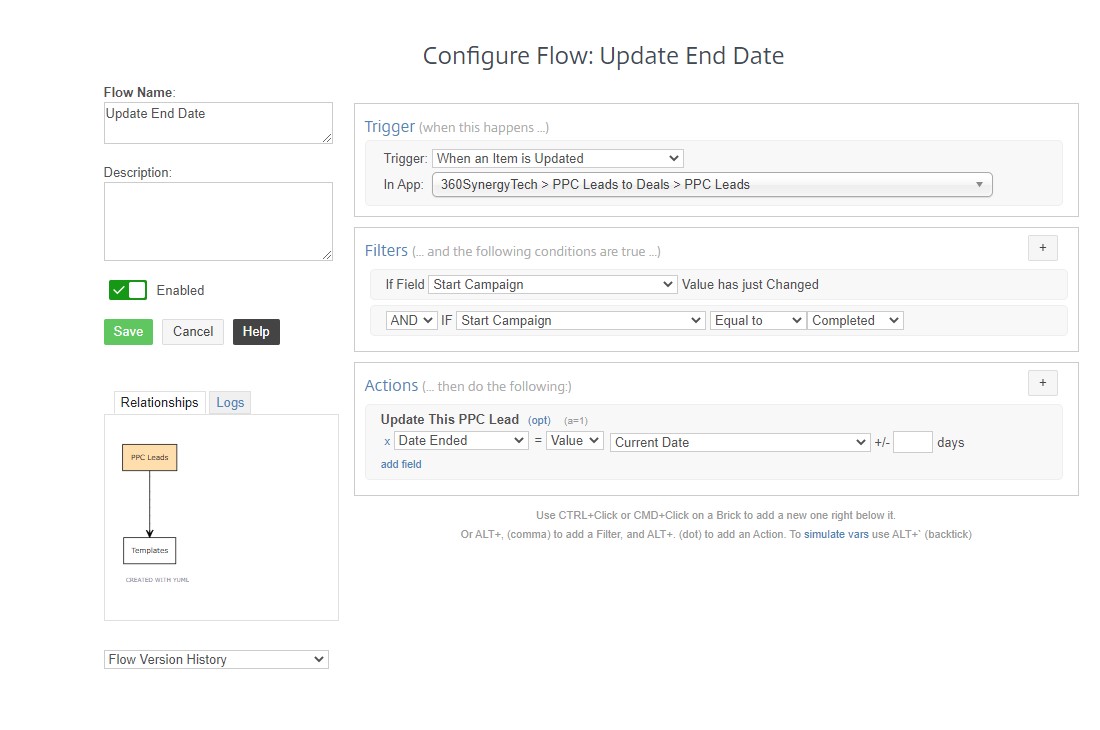 Configure Flow: Update End Date
Flow Name:
Update End Date
Description:
Enabled
Save Cancel Help
Relationships Logs
PPC Leads
Templates
CREATED WITH YUML
Flow Version History
Trigger (when this happens ...)
Trigger: When an Item is Updated
In App: 360SynergyTech > PPC Leads to Deals > PPC Leads
Filters (... and the following conditions are true ...) +
If Field Start Campaign Value has just Changed
AND IF Start Campaign Equal to Completed
Actions (... then do the following:) +
Update This PPC Lead (opt) (a=1)
x Date Ended = Value Current Date +/- days
add field
Use CTRL+Click or CMD+Click on a Brick to add a new one right below it.
Or ALT+, (comma) to add a Filter, and ALT+. (dot) to add an Action. To simulate vars use ALT+` (backtick)